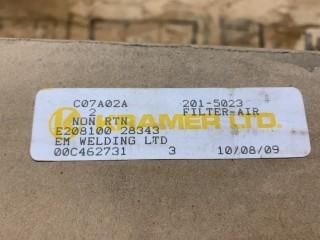 C07A02A 201-5023
2 FILTER-AIR
NON RTN
KRAMER LTD.
E208100 28343
EM WELDING LTD
00C462731 3 10/08/09